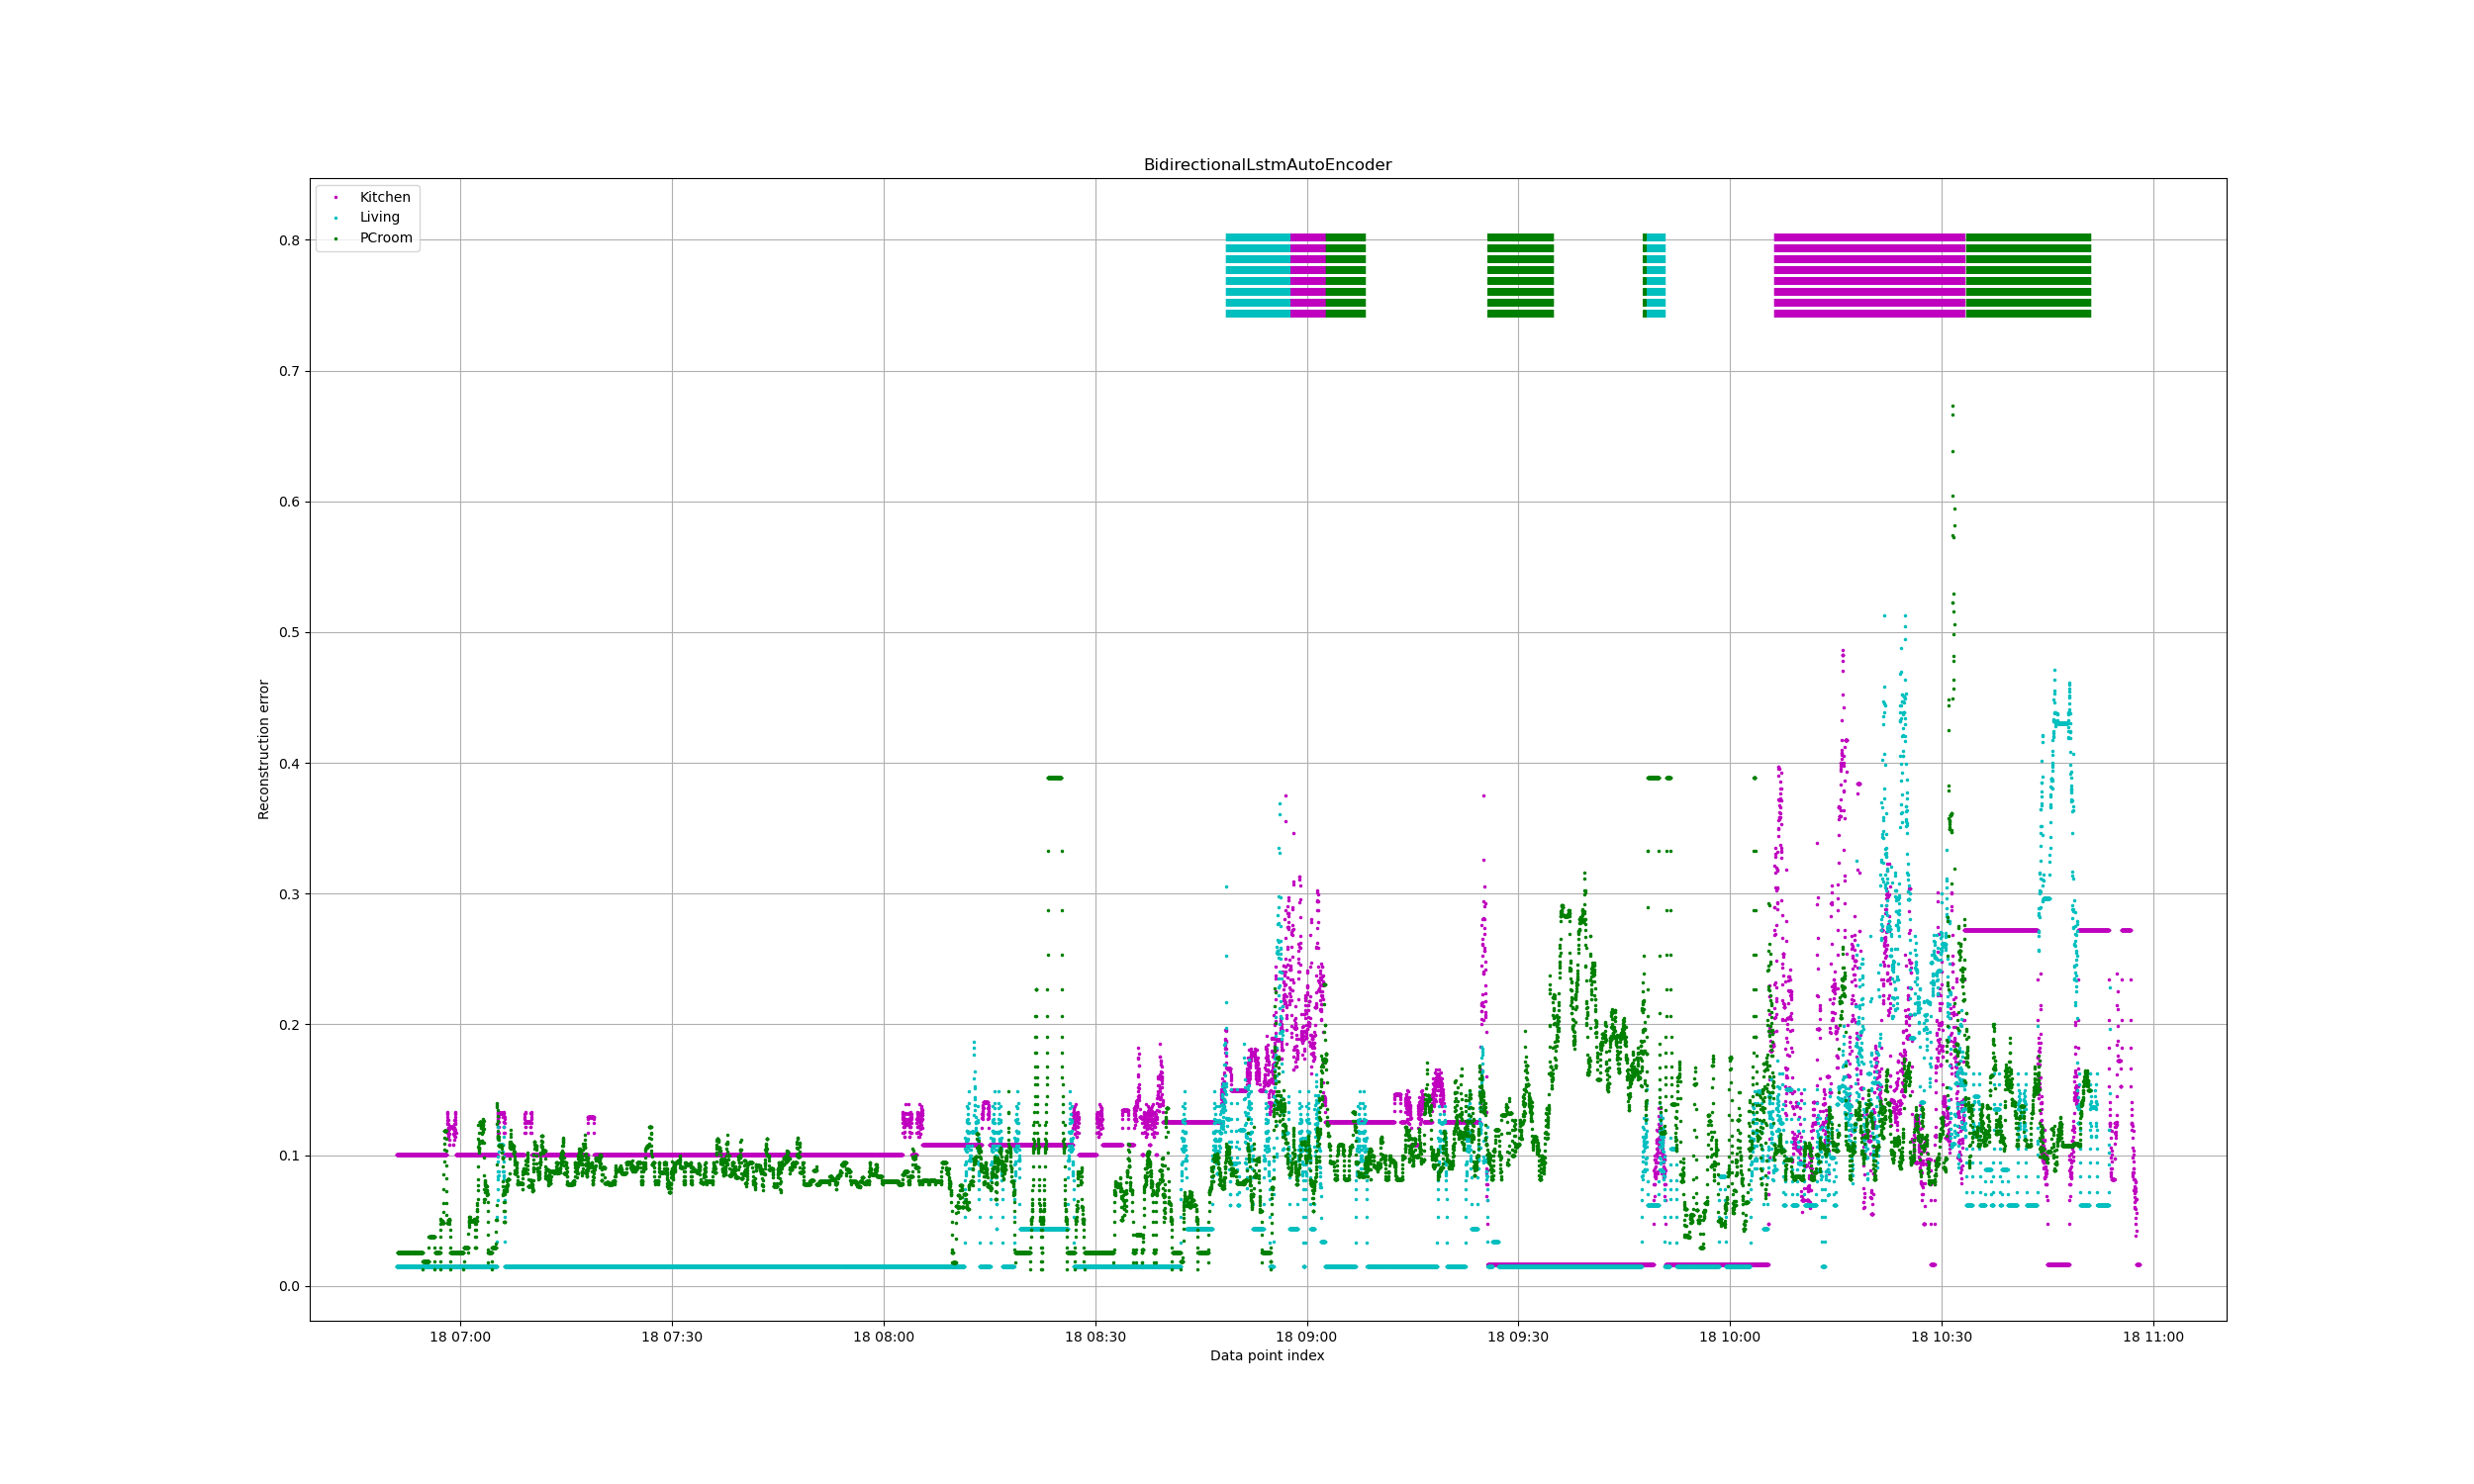 BidirectionalLstmAutoEncoder
Kitchen
Living
PCroom
0.8
0.7
0.6
0.5
0.4
0.3
0.2
0.1
0.0
Reconstruction error
18 07:00 18 07:30 18 08:00 18 08:30 18 09:00 18 09:30 18 10:00 18 10:30 18 11:00
Data point index